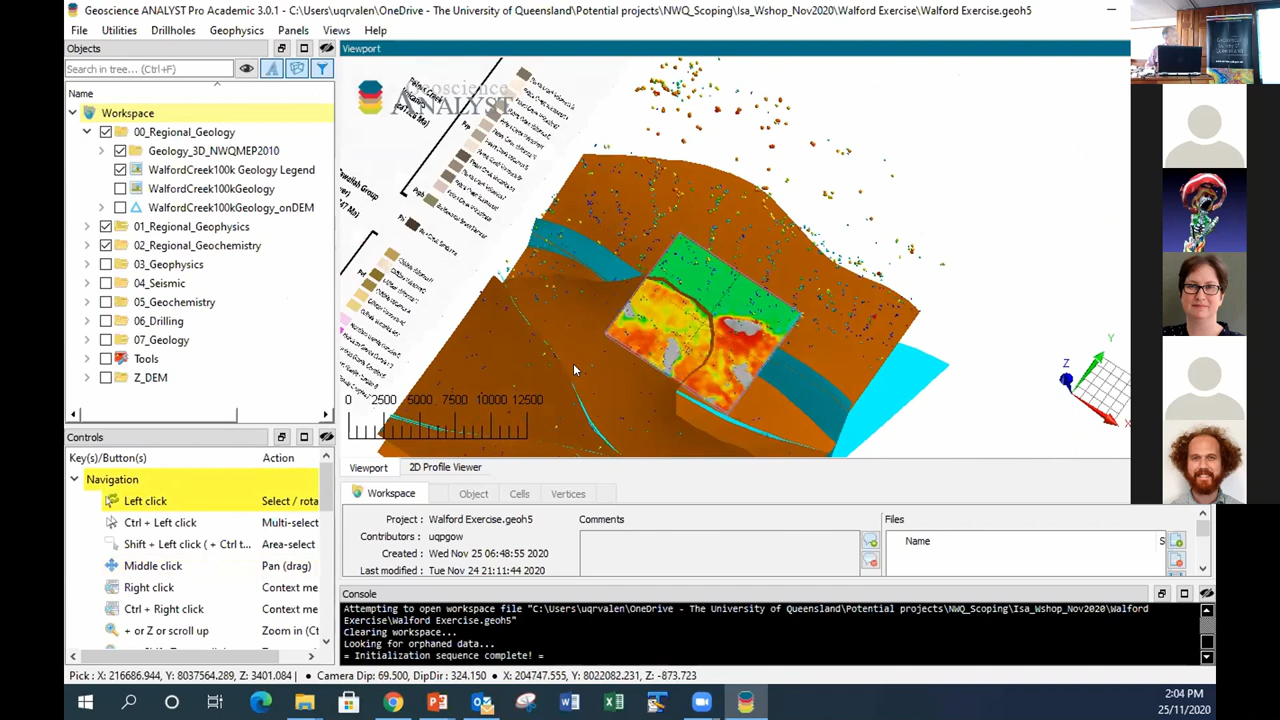 Geoscience ANALYST Pro Academic 3.0.1 - C:\Users\uqrvalen\OneDrive - The University of Queensland\Potential projects\NWQ_Scoping\Isa_Wshop_Nov2020\Walford Exercise\Walford Exercise.geoh5
File Utilities Drillholes Geophysics Panels Views Help
Objects
Search in tree... (Ctrl+F)
Name
Workspace
00_Regional_Geology
Geology_3D_NWQMEP2010
WalfordCreek100k Geology Legend
WalfordCreek100kGeology
WalfordCreek100kGeology_onDEM
01_Regional_Geophysics
02_Regional_Geochemistry
03_Geophysics
04_Seismic
05_Geochemistry
06_Drilling
07_Geology
Tools
Z_DEM
Controls
Key(s)/Button(s) Action
Navigation
Left click Select / rota
Ctrl + Left click Multi-select
Shift + Left click ( + Ctrl t... Area-select
Middle click Pan (drag)
Right click Context me
Ctrl + Right click Context me
+ or Z or scroll up Zoom in (Ct
Viewport
Geoscience
ANALYST
0 2500 5000 7500 10000 12500
Z
Y
X
Viewport 2D Profile Viewer
Workspace Object Cells Vertices
Project: Walford Exercise.geoh5
Contributors: uqpgow
Created: Wed Nov 25 06:48:55 2020
Last modified: Tue Nov 24 21:11:44 2020
Comments
Files
Name S
Console
Attempting to open workspace file "C:\Users\uqrvalen\OneDrive - The University of Queensland\Potential projects\NWQ_Scoping\Isa_Wshop_Nov2020\Walford
Exercise\Walford Exercise.geoh5"
Clearing workspace...
Looking for orphaned data...
= Initialization sequence complete! =
Pick : X: 216686.944, Y: 8037564.289, Z: 3401.084 | ● Camera Dip: 69.500, DipDir : 324.150 ● X: 204747.555, Y: 8022082.231, Z: -873.723
2:04 PM
25/11/2020